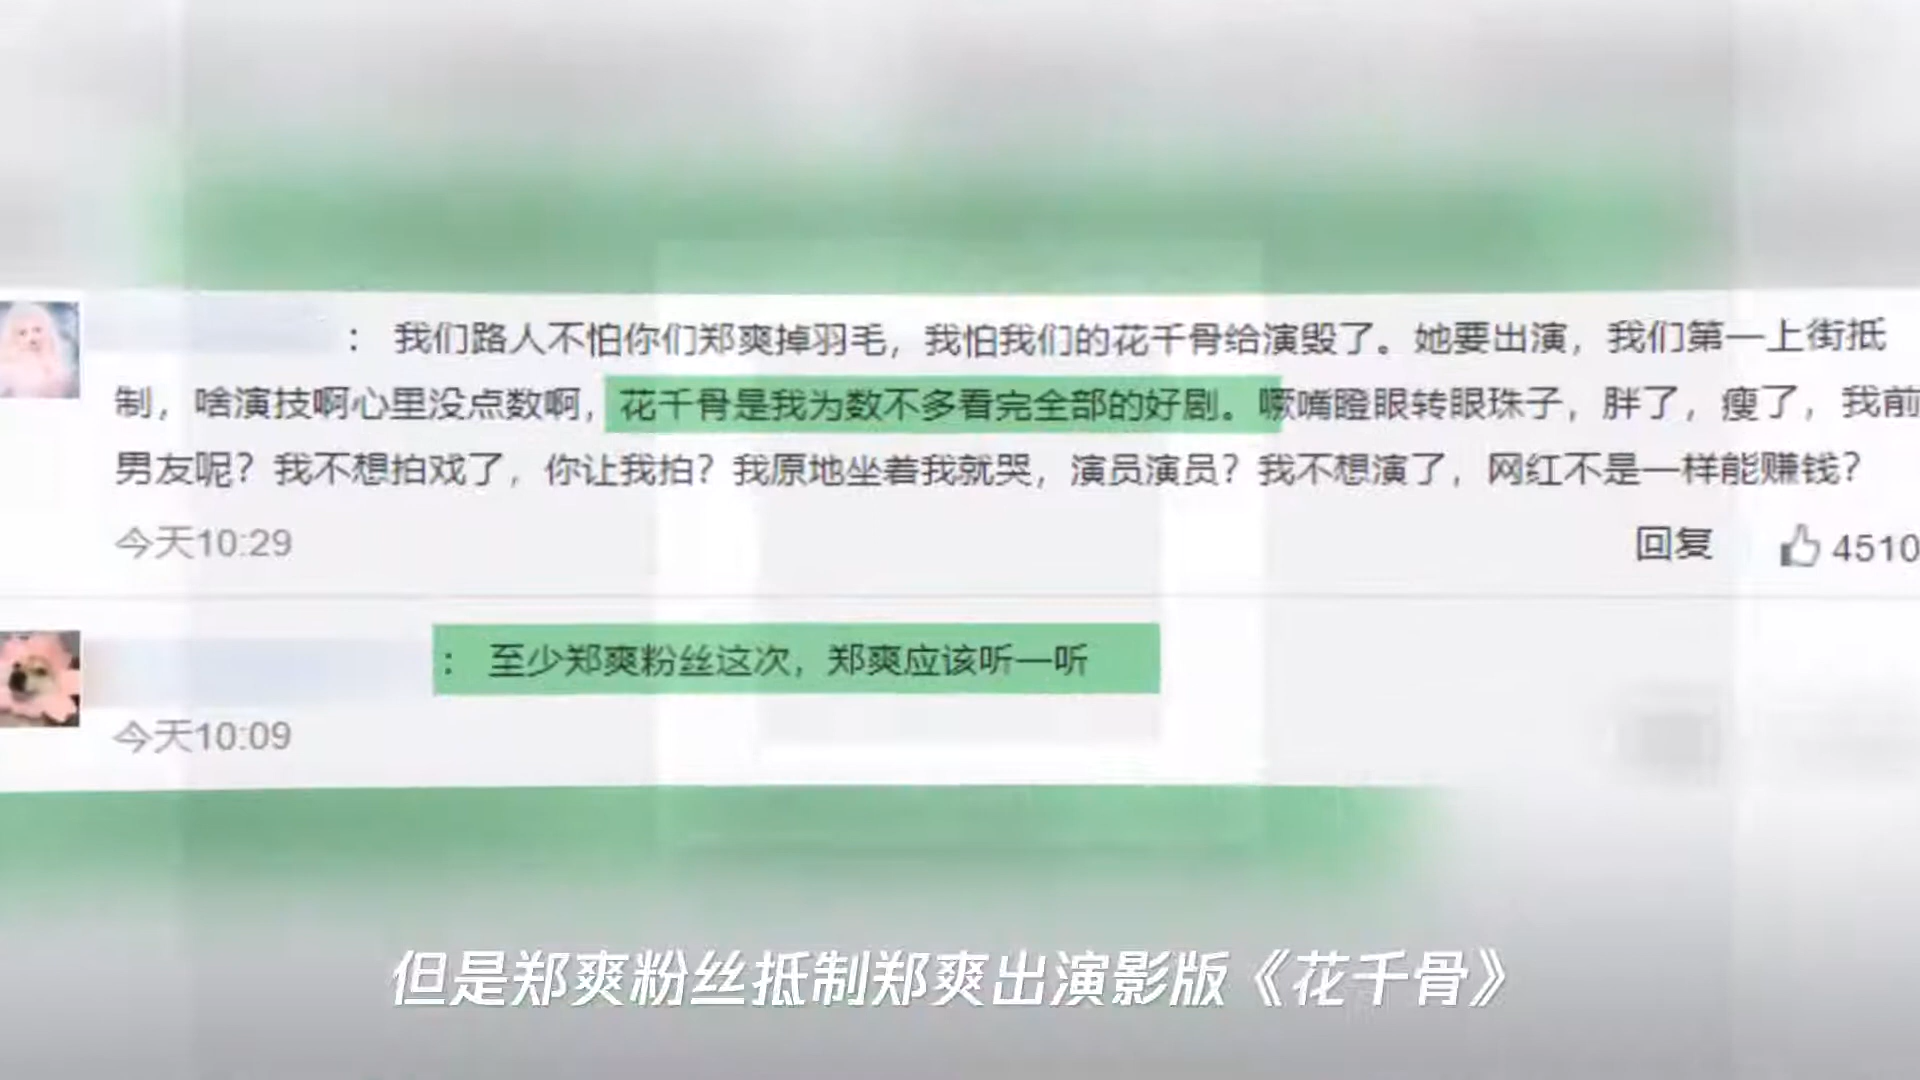 ： 我们路人不怕你们郑爽掉羽毛，我怕我们的花千骨给演毁了。她要出演，我们第一上街抵
制，啥演技啊心里没点数啊，花千骨是我为数不多看完全部的好剧。噘嘴瞪眼转眼珠子，胖了，瘦了，我前
男友呢？我不想拍戏了，你让我拍？我原地坐着我就哭，演员演员？我不想演了，网红不是一样能赚钱？
今天10:29
回复
4510
： 至少郑爽粉丝这次，郑爽应该听一听
今天10:09
但是郑爽粉丝抵制郑爽出演影版《花千骨》